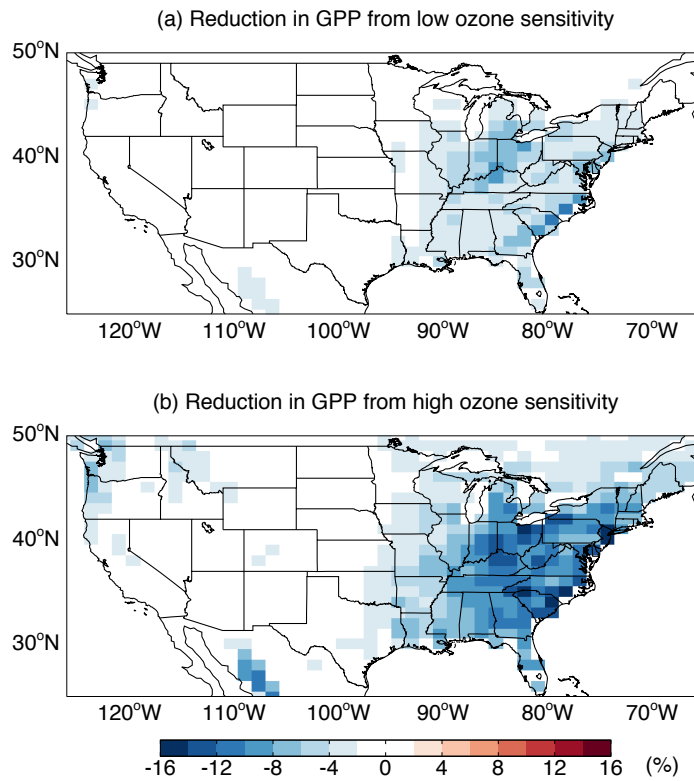 (a) Reduction in GPP from low ozone sensitivity
50°N
40°N
30°N
120°W 110°W 100°W 90°W 80°W 70°W
(b) Reduction in GPP from high ozone sensitivity
50°N
40°N
30°N
120°W 110°W 100°W 90°W 80°W 70°W
-16 -12 -8 -4 0 4 8 12 16 (%)